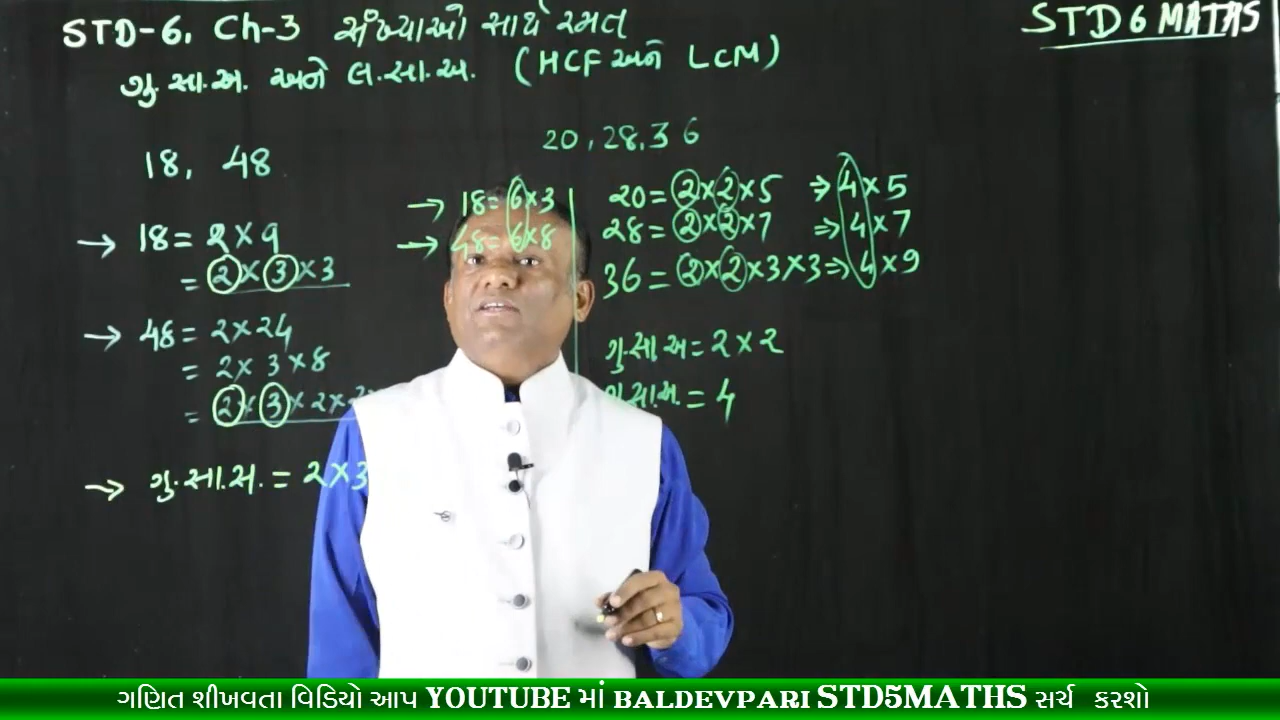 STD-6, Ch-3 સંખ્યાઓ સાથે રમત
STD 6 MATHS
ગુ.સા.અ. અને લ.સા.અ. (HCF અને LCM)
18, 48
→ 18 = 2 × 9
= 2 × 3 × 3
→ 48 = 2 × 24
= 2 × 3 × 8
= 2 × 3 × 2 ×
→ ગુ.સા.અ. = 2 × 3
→ 18 = 6 × 3
→ 48 = 6 × 8
20, 28, 36
20 = 2 × 2 × 5 ⇒ 4 × 5
28 = 2 × 2 × 7 ⇒ 4 × 7
36 = 2 × 2 × 3 × 3 ⇒ 4 × 9
ગુ.સા.અ = 2 × 2
ગુ.સા.અ. = 4
ગણિત શીખવતા વિડિયો આપ YOUTUBE માં BALDEVPARI STD5MATHS સર્ચ કરશો